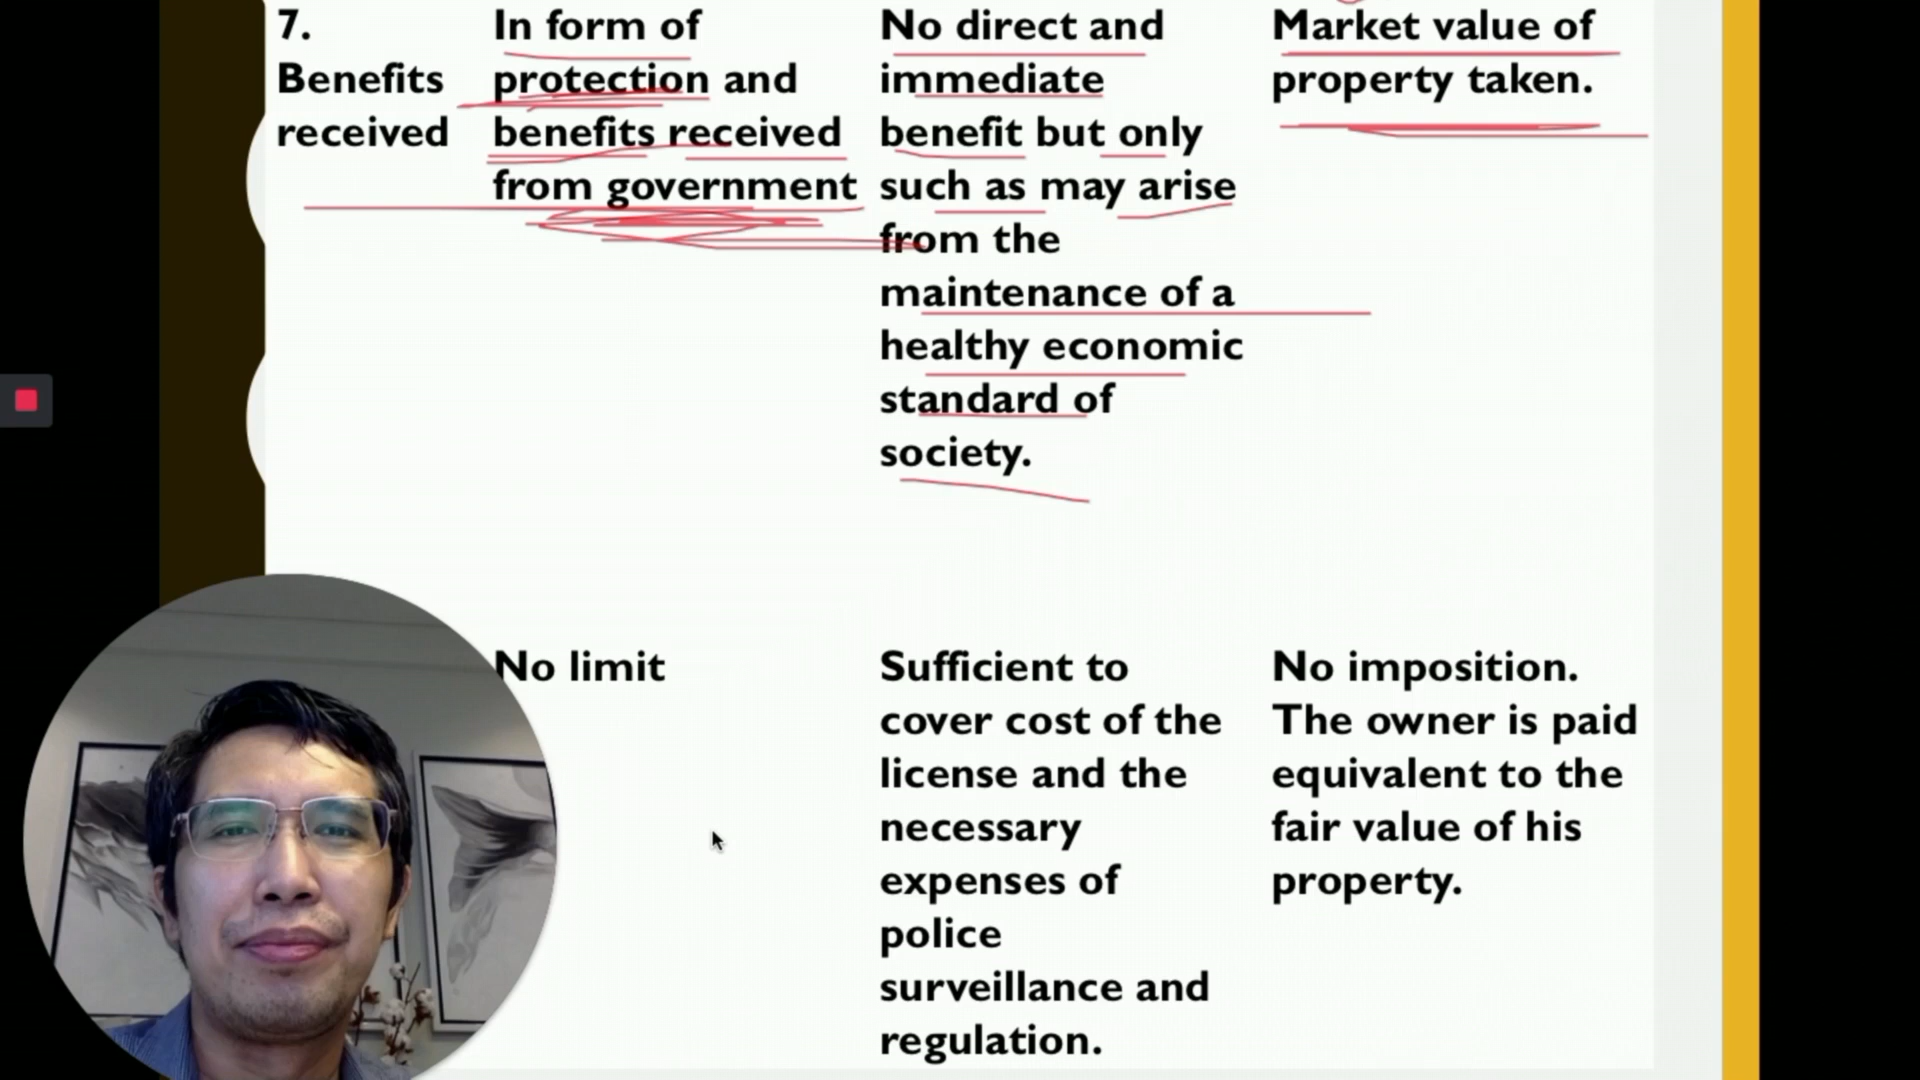 7.
Benefits
received
In form of
protection and
benefits received
from government
No direct and
immediate
benefit but only
such as may arise
from the
maintenance of a
healthy economic
standard of
society.
Market value of
property taken.
No limit
Sufficient to
cover cost of the
license and the
necessary
expenses of
police
surveillance and
regulation.
No imposition.
The owner is paid
equivalent to the
fair value of his
property.